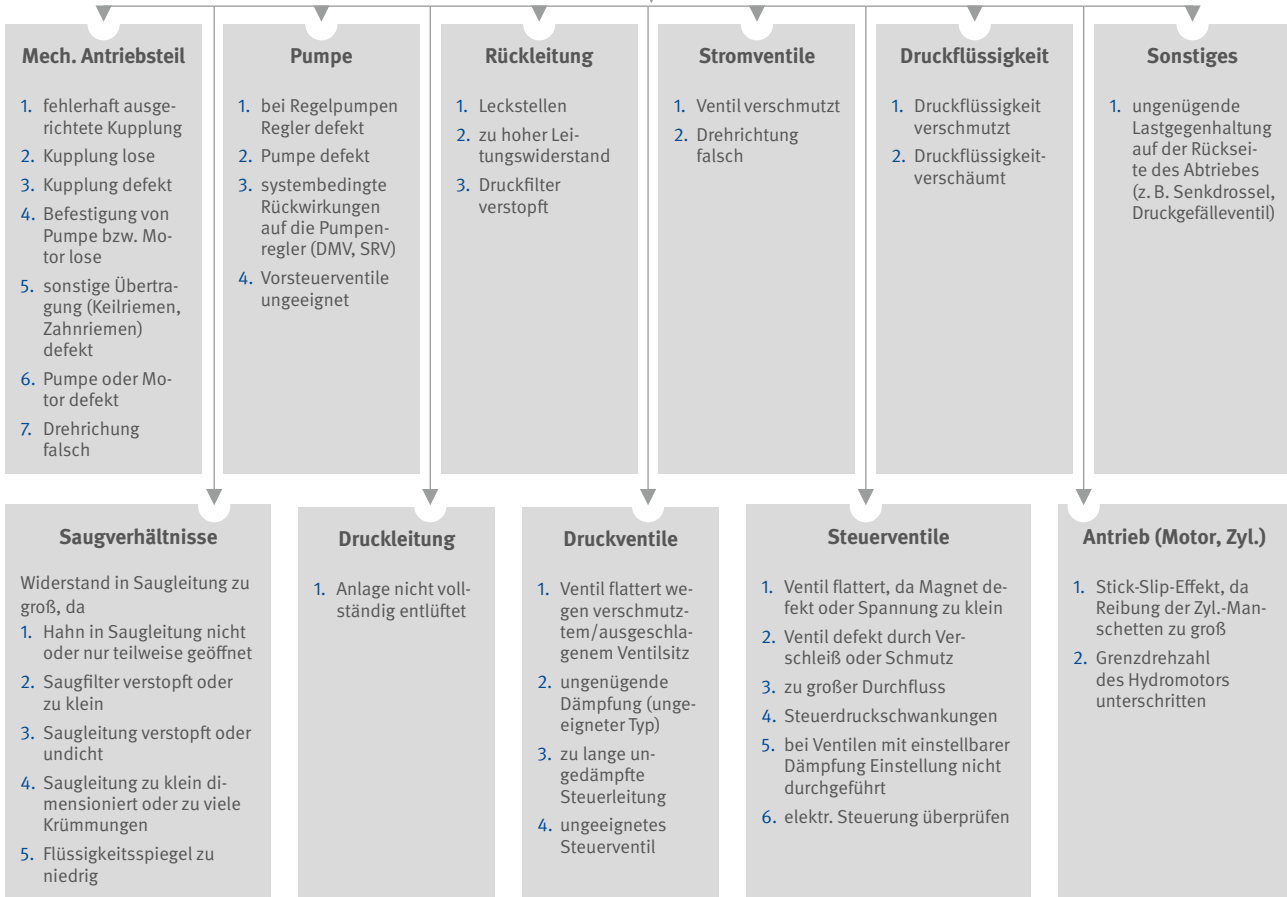 Mech. Antriebsteil
1. fehlerhaft ausge-
richtete Kupplung
2. Kupplung lose
3. Kupplung defekt
4. Befestigung von
Pumpe bzw. Mo-
tor lose
5. sonstige Übertra-
gung (Keilriemen,
Zahnriemen)
defekt
6. Pumpe oder Mo-
tor defekt
7. Drehrichung
falsch
Pumpe
1. bei Regelpumpen
Regler defekt
2. Pumpe defekt
3. systembedingte
Rückwirkungen
auf die Pumpen-
regler (DMV, SRV)
4. Vorsteuerventile
ungeeignet
Rückleitung
1. Leckstellen
2. zu hoher Lei-
tungswiderstand
3. Druckfilter
verstopft
Stromventile
1. Ventil verschmutzt
2. Drehrichtung
falsch
Druckflüssigkeit
1. Druckflüssigkeit
verschmutzt
2. Druckflüssigkeit-
verschäumt
Sonstiges
1. ungenügende
Lastgegenhaltung
auf der Rücksei-
te des Abtriebes
(z. B. Senkdrossel,
Druckgefälleventil)
Saugverhältnisse
Widerstand in Saugleitung zu
groß, da
1. Hahn in Saugleitung nicht
oder nur teilweise geöffnet
2. Saugfilter verstopft oder
zu klein
3. Saugleitung verstopft oder
undicht
4. Saugleitung zu klein di-
mensioniert oder zu viele
Krümmungen
5. Flüssigkeitsspiegel zu
niedrig
Druckleitung
1. Anlage nicht voll-
ständig entlüftet
Druckventile
1. Ventil flattert we-
gen verschmutz-
tem/ausgeschla-
genem Ventilsitz
2. ungenügende
Dämpfung (unge-
eigneter Typ)
3. zu lange un-
gedämpfte
Steuerleitung
4. ungeeignetes
Steuerventil
Steuerventile
1. Ventil flattert, da Magnet de-
fekt oder Spannung zu klein
2. Ventil defekt durch Ver-
schleiß oder Schmutz
3. zu großer Durchfluss
4. Steuerdruckschwankungen
5. bei Ventilen mit einstellbarer
Dämpfung Einstellung nicht
durchgeführt
6. elektr. Steuerung überprüfen
Antrieb (Motor, Zyl.)
1. Stick-Slip-Effekt, da
Reibung der Zyl.-Man-
schetten zu groß
2. Grenzdrehzahl
des Hydromotors
unterschritten